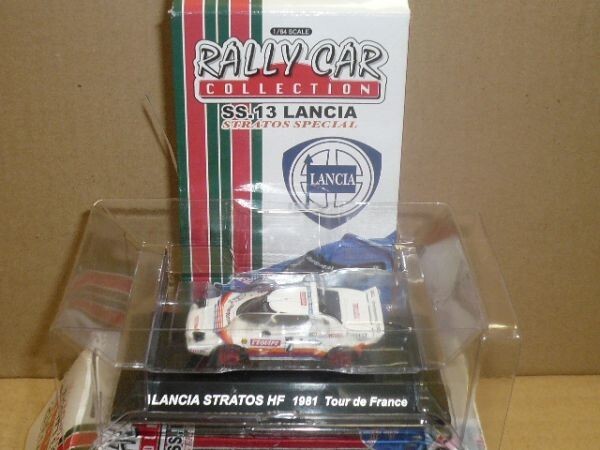 1/64 SCALE
RALLY CAR
COLLECTION
SS.13 LANCIA
STRATOS SPECIAL
LANCIA
LANCIA STRATOS HF 1981 Tour de France